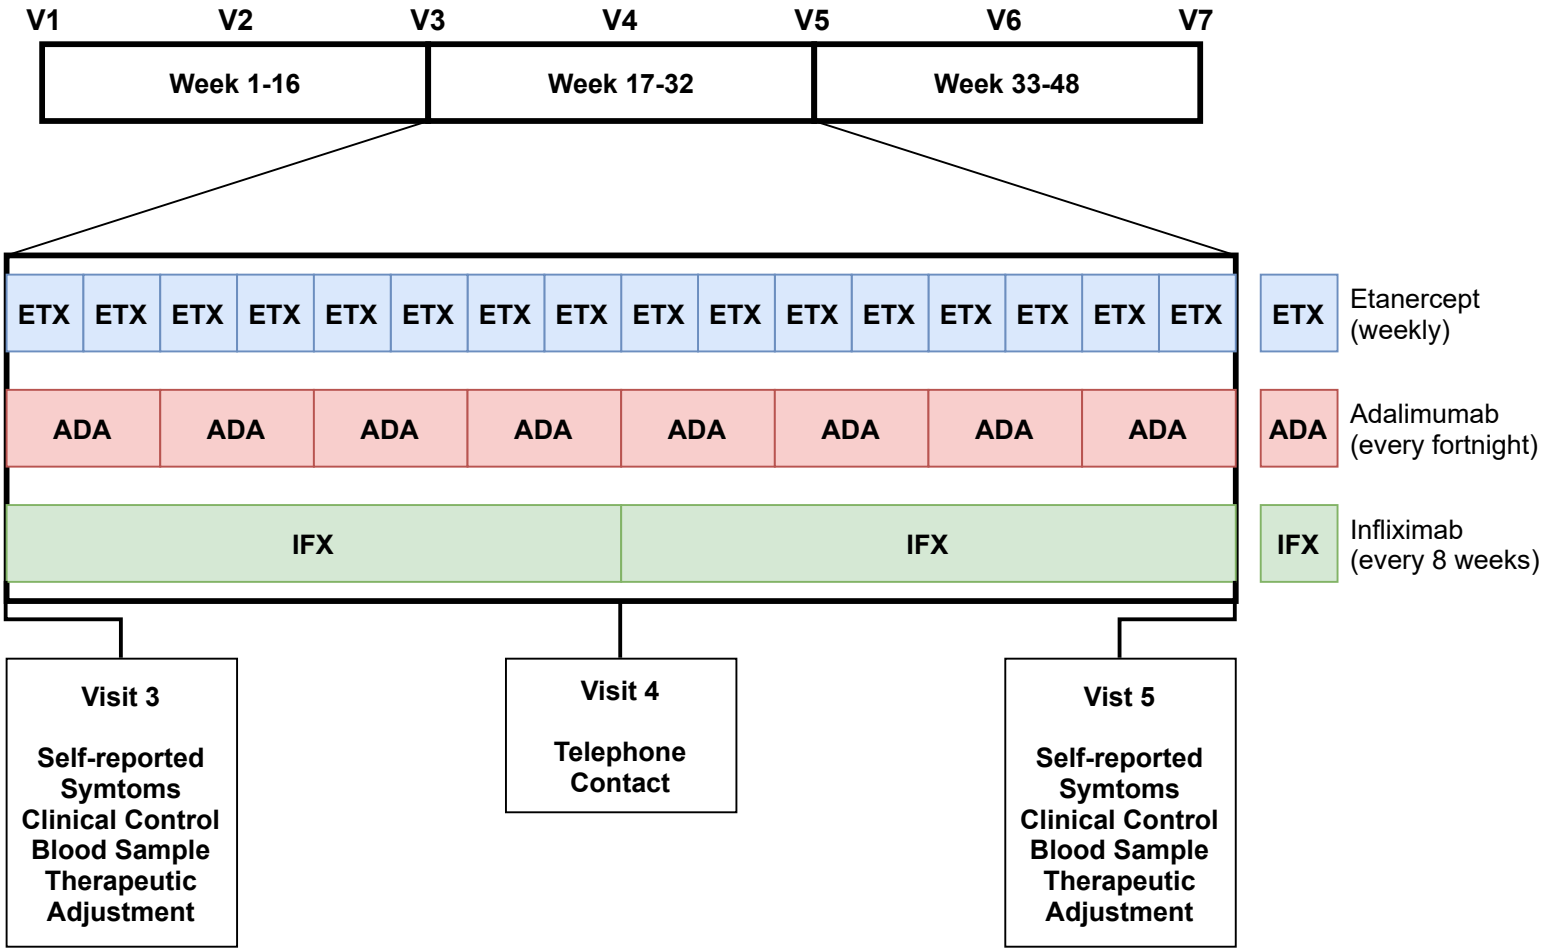 V1 V2 V3 V4 V5 V6 V7
Week 1-16 Week 17-32 Week 33-48
ETX ETX ETX ETX ETX ETX ETX ETX ETX ETX ETX ETX ETX ETX ETX ETX
ETX
Etanercept
(weekly)
ADA ADA ADA ADA ADA ADA ADA ADA
ADA
Adalimumab
(every fortnight)
IFX IFX
IFX
Infliximab
(every 8 weeks)
Visit 3
Self-reported
Symtoms
Clinical Control
Blood Sample
Therapeutic
Adjustment
Visit 4
Telephone
Contact
Vist 5
Self-reported
Symtoms
Clinical Control
Blood Sample
Therapeutic
Adjustment